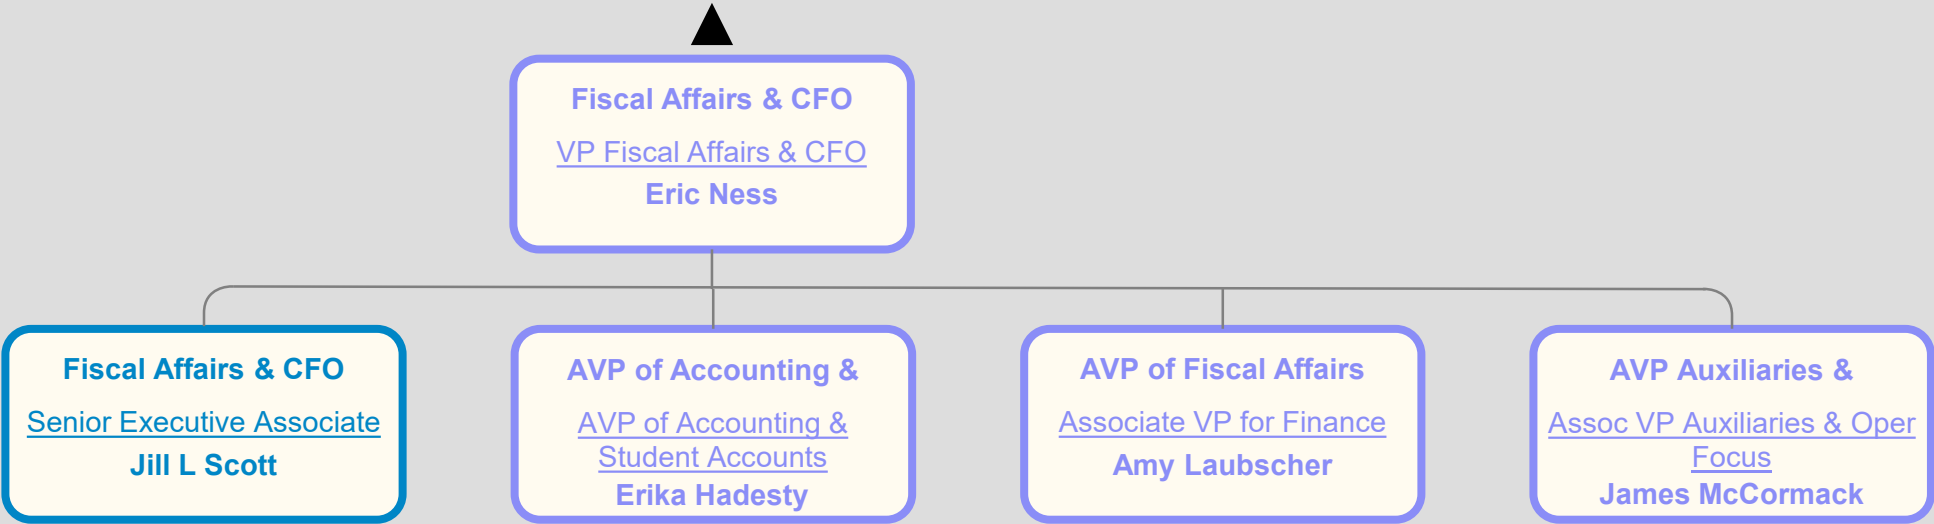 Fiscal Affairs & CFO
VP Fiscal Affairs & CFO
Eric Ness
Fiscal Affairs & CFO
Senior Executive Associate
Jill L Scott
AVP of Accounting &
AVP of Accounting &
Student Accounts
Erika Hadesty
AVP of Fiscal Affairs
Associate VP for Finance
Amy Laubscher
AVP Auxiliaries &
Assoc VP Auxiliaries & Oper
Focus
James McCormack